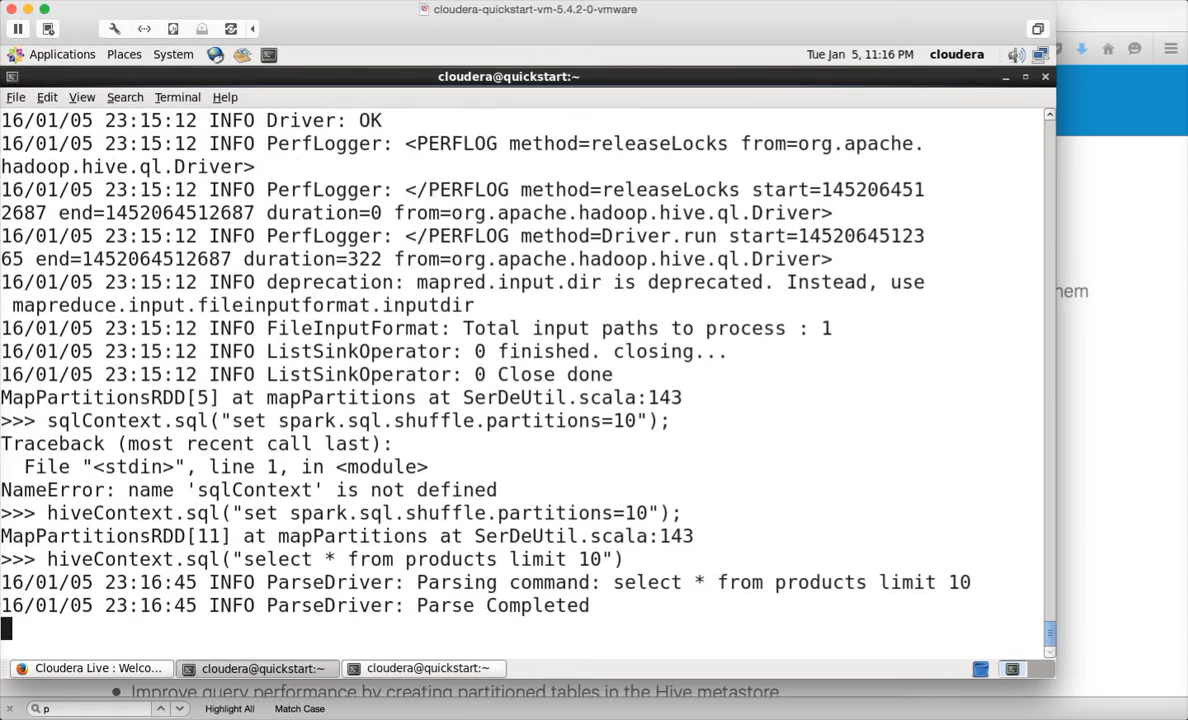 cloudera-quickstart-vm-5.4.2-0-vmware
Applications Places System Tue Jan 5, 11:16 PM cloudera
cloudera@quickstart:~
File Edit View Search Terminal Help
16/01/05 23:15:12 INFO Driver: OK
16/01/05 23:15:12 INFO PerfLogger: <PERFLOG method=releaseLocks from=org.apache.
hadoop.hive.ql.Driver>
16/01/05 23:15:12 INFO PerfLogger: </PERFLOG method=releaseLocks start=145206451
2687 end=1452064512687 duration=0 from=org.apache.hadoop.hive.ql.Driver>
16/01/05 23:15:12 INFO PerfLogger: </PERFLOG method=Driver.run start=14520645123
65 end=1452064512687 duration=322 from=org.apache.hadoop.hive.ql.Driver>
16/01/05 23:15:12 INFO deprecation: mapred.input.dir is deprecated. Instead, use
mapreduce.input.fileinputformat.inputdir
16/01/05 23:15:12 INFO FileInputFormat: Total input paths to process : 1
16/01/05 23:15:12 INFO ListSinkOperator: 0 finished. closing...
16/01/05 23:15:12 INFO ListSinkOperator: 0 Close done
MapPartitionsRDD[5] at mapPartitions at SerDeUtil.scala:143
>>> sqlContext.sql("set spark.sql.shuffle.partitions=10");
Traceback (most recent call last):
File "<stdin>", line 1, in <module>
NameError: name 'sqlContext' is not defined
>>> hiveContext.sql("set spark.sql.shuffle.partitions=10");
MapPartitionsRDD[11] at mapPartitions at SerDeUtil.scala:143
>>> hiveContext.sql("select * from products limit 10")
16/01/05 23:16:45 INFO ParseDriver: Parsing command: select * from products limit 10
16/01/05 23:16:45 INFO ParseDriver: Parse Completed
hem
Cloudera Live : Welco... cloudera@quickstart:~ cloudera@quickstart:~
Improve query performance by creating partitioned tables in the Hive metastore
p Highlight All Match Case